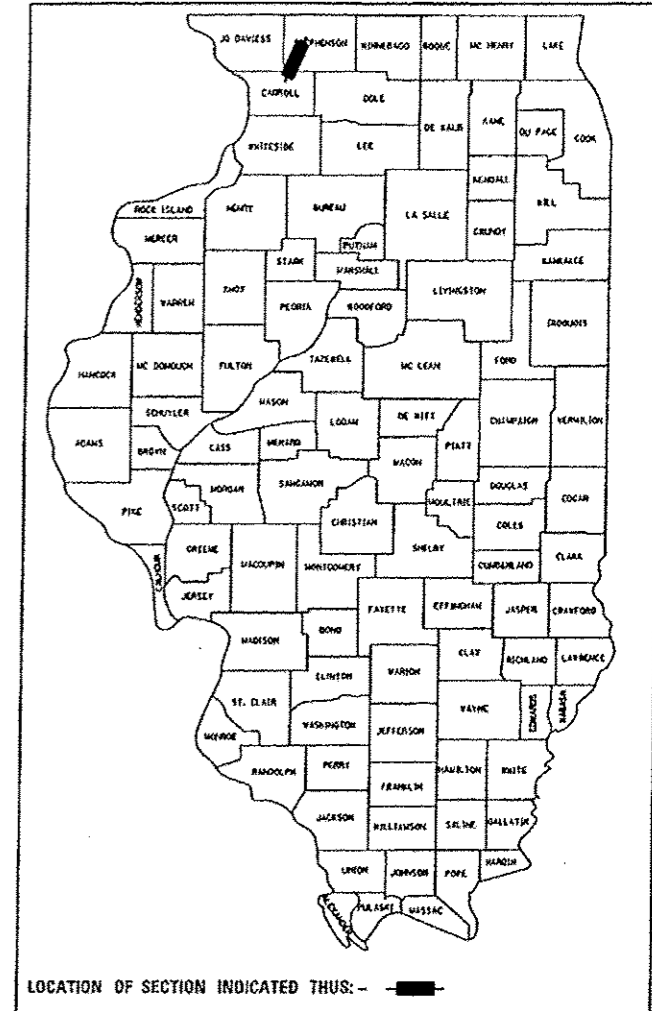 JO DAVIESS STEPHENSON WINNEBAGO BOONE MC HENRY LAKE
CARROLL OGLE
DE KALB KANE DU PAGE COOK
WHITESIDE LEE
KENDALL
ROCK ISLAND HENRY BUREAU LA SALLE GRUNDY WILL
MERCER PUTNAM
STARK MARSHALL KANKAKEE
HENDERSON WARREN KNOX PEORIA WOODFORD LIVINGSTON
IROQUOIS
HANCOCK MC DONOUGH FULTON TAZEWELL MC LEAN FORD
MASON
SCHUYLER LOGAN DE WITT CHAMPAIGN VERMILION
ADAMS BROWN CASS MENARD PIATT
MACON
PIKE SCOTT MORGAN SANGAMON MOULTRIE DOUGLAS EDGAR
CHRISTIAN COLES
CALHOUN GREENE MACOUPIN MONTGOMERY SHELBY CUMBERLAND CLARK
JERSEY FAYETTE EFFINGHAM JASPER CRAWFORD
MADISON BOND
CLAY RICHLAND LAWRENCE
CLINTON MARION
ST. CLAIR WAYNE EDWARDS WABASH
MONROE WASHINGTON JEFFERSON
RANDOLPH PERRY HAMILTON WHITE
FRANKLIN
JACKSON WILLIAMSON SALINE GALLATIN
UNION JOHNSON POPE HARDIN
ALEXANDER PULASKI MASSAC
LOCATION OF SECTION INDICATED THUS: -